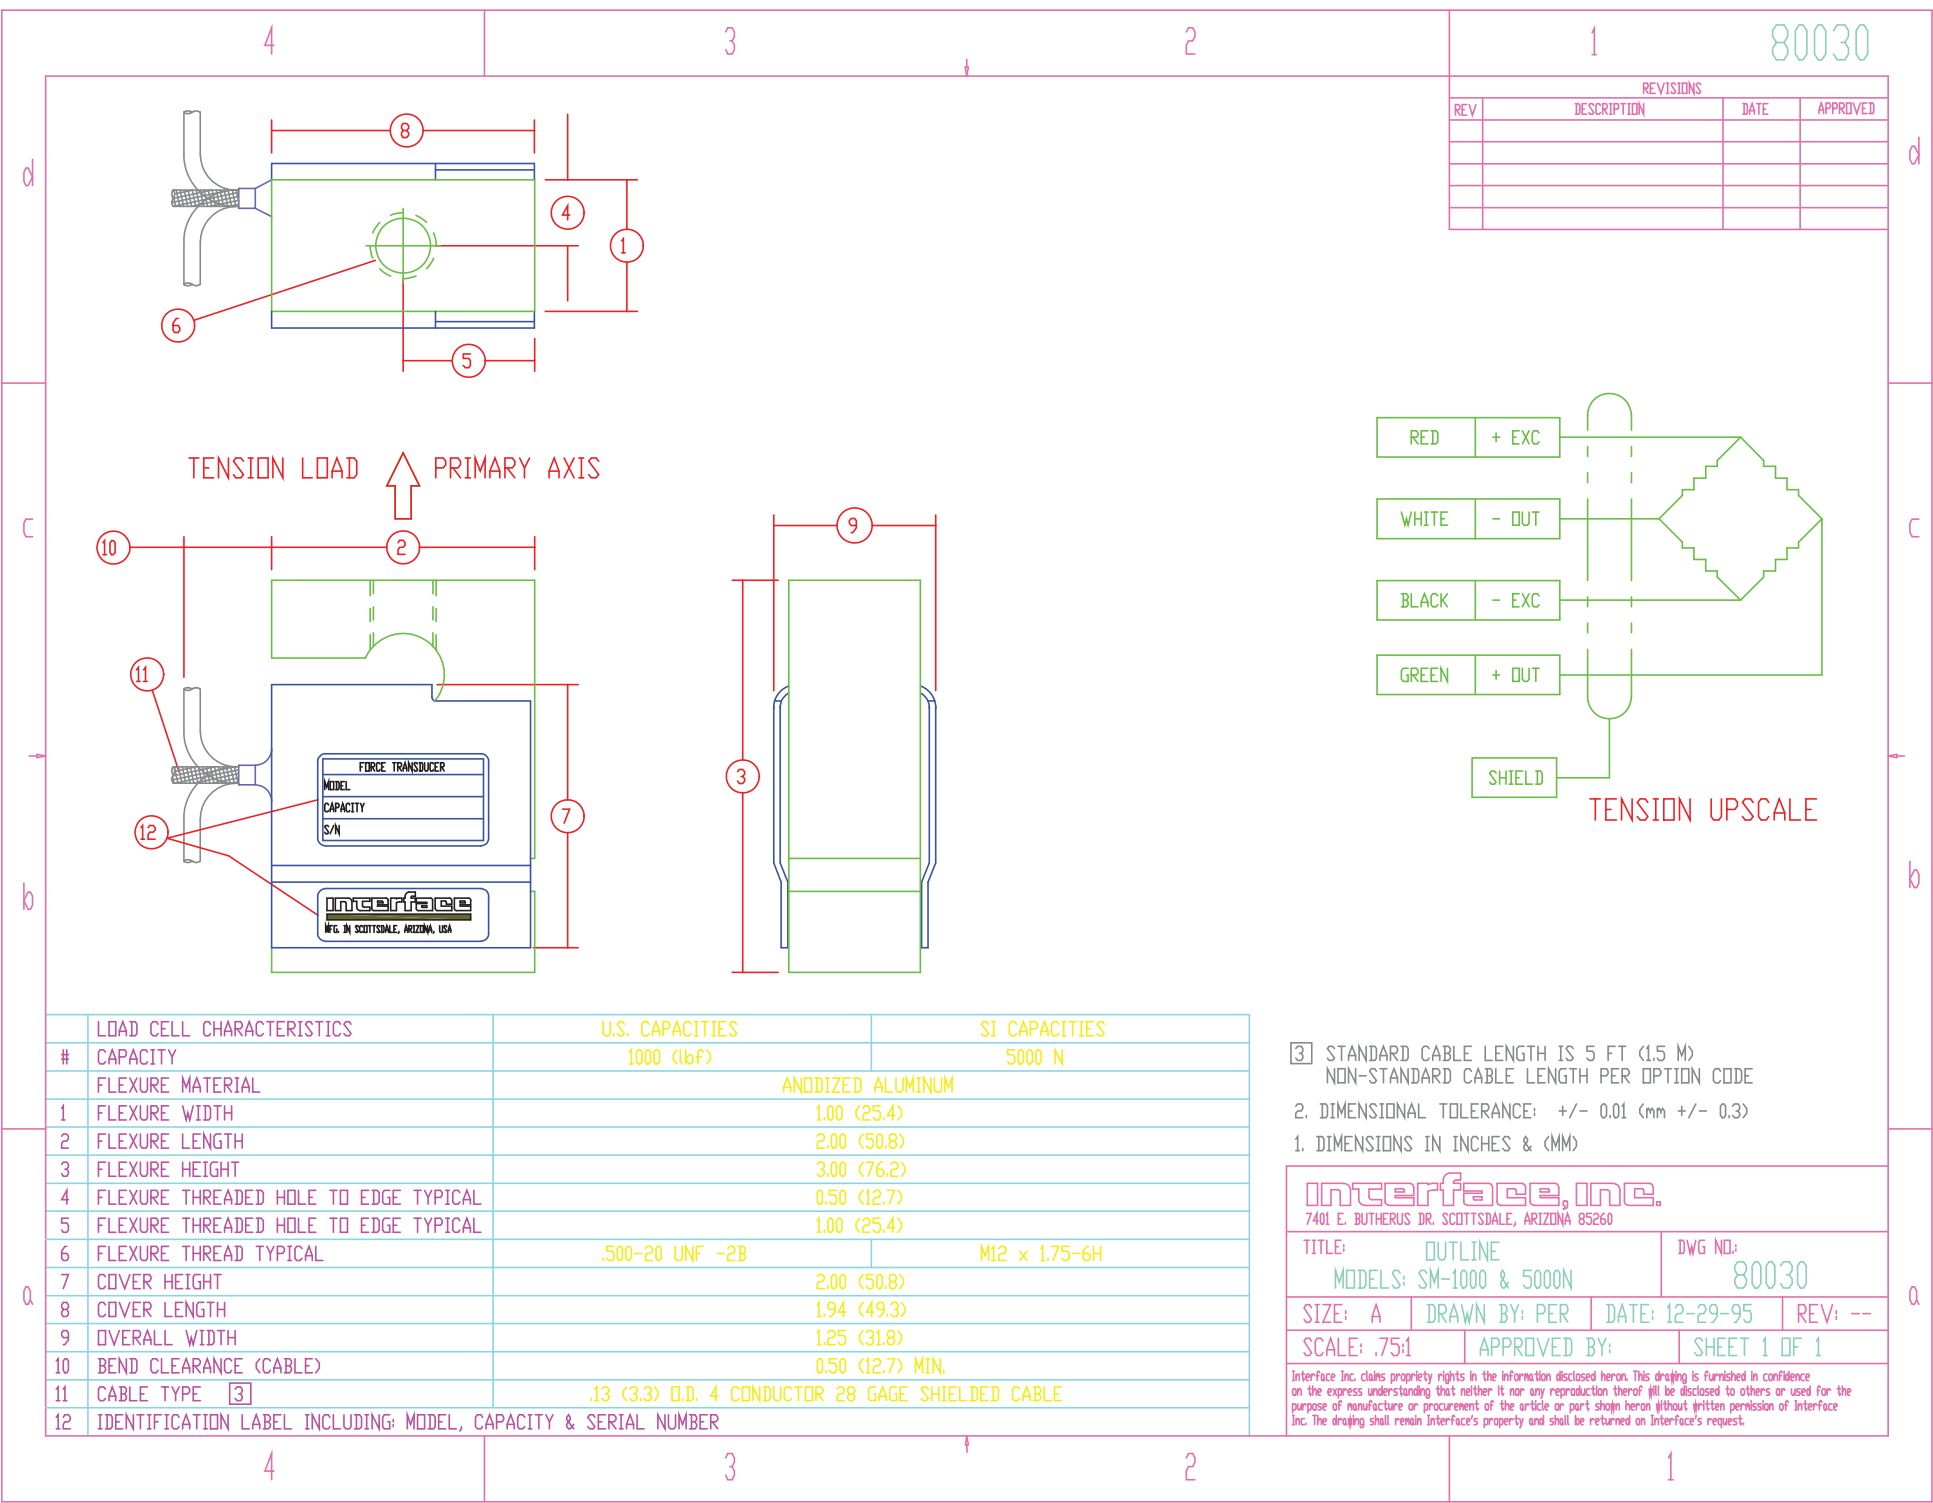 4 3 2 1 80030
REVISIONS
REV DESCRIPTION DATE APPROVED
d d
8
4
1
6
5
TENSION LOAD PRIMARY AXIS
10 2 9
c c
11
3
7
12
FORCE TRANSDUCER
MODEL
CAPACITY
S/N
interface
MFG. IN SCOTTSDALE, ARIZONA, USA
b b
RED + EXC
WHITE - OUT
BLACK - EXC
GREEN + OUT
SHIELD
TENSION UPSCALE
LOAD CELL CHARACTERISTICS U.S. CAPACITIES SI CAPACITIES
# CAPACITY 1000 (lbf) 5000 N
FLEXURE MATERIAL ANODIZED ALUMINUM
1 FLEXURE WIDTH 1.00 (25.4)
2 FLEXURE LENGTH 2.00 (50.8)
3 FLEXURE HEIGHT 3.00 (76.2)
4 FLEXURE THREADED HOLE TO EDGE TYPICAL 0.50 (12.7)
5 FLEXURE THREADED HOLE TO EDGE TYPICAL 1.00 (25.4)
6 FLEXURE THREAD TYPICAL .500-20 UNF -2B M12 x 1.75-6H
7 COVER HEIGHT 2.00 (50.8)
8 COVER LENGTH 1.94 (49.3)
9 OVERALL WIDTH 1.25 (31.8)
10 BEND CLEARANCE (CABLE) 0.50 (12.7) MIN.
11 CABLE TYPE 3 .13 (3.3) O.D. 4 CONDUCTOR 28 GAGE SHIELDED CABLE
12 IDENTIFICATION LABEL INCLUDING: MODEL, CAPACITY & SERIAL NUMBER
3 STANDARD CABLE LENGTH IS 5 FT (1.5 M)
NON-STANDARD CABLE LENGTH PER OPTION CODE
2. DIMENSIONAL TOLERANCE: +/- 0.01 (mm +/- 0.3)
1. DIMENSIONS IN INCHES & (MM)
interface, inc.
7401 E. BUTHERUS DR. SCOTTSDALE, ARIZONA 85260
TITLE: OUTLINE
MODELS: SM-1000 & 5000N
DWG NO.:
80030
SIZE: A DRAWN BY: PER DATE: 12-29-95 REV: --
SCALE: .75:1 APPROVED BY: SHEET 1 OF 1
Interface Inc. claims propriety rights in the information disclosed heron. This drawing is furnished in confidence
on the express understanding that neither it nor any reproduction therof will be disclosed to others or used for the
purpose of manufacture or procurement of the article or part shown heron without written permission of Interface
Inc. The drawing shall remain Interface's property and shall be returned on Interface's request.
a a
4 3 2 1